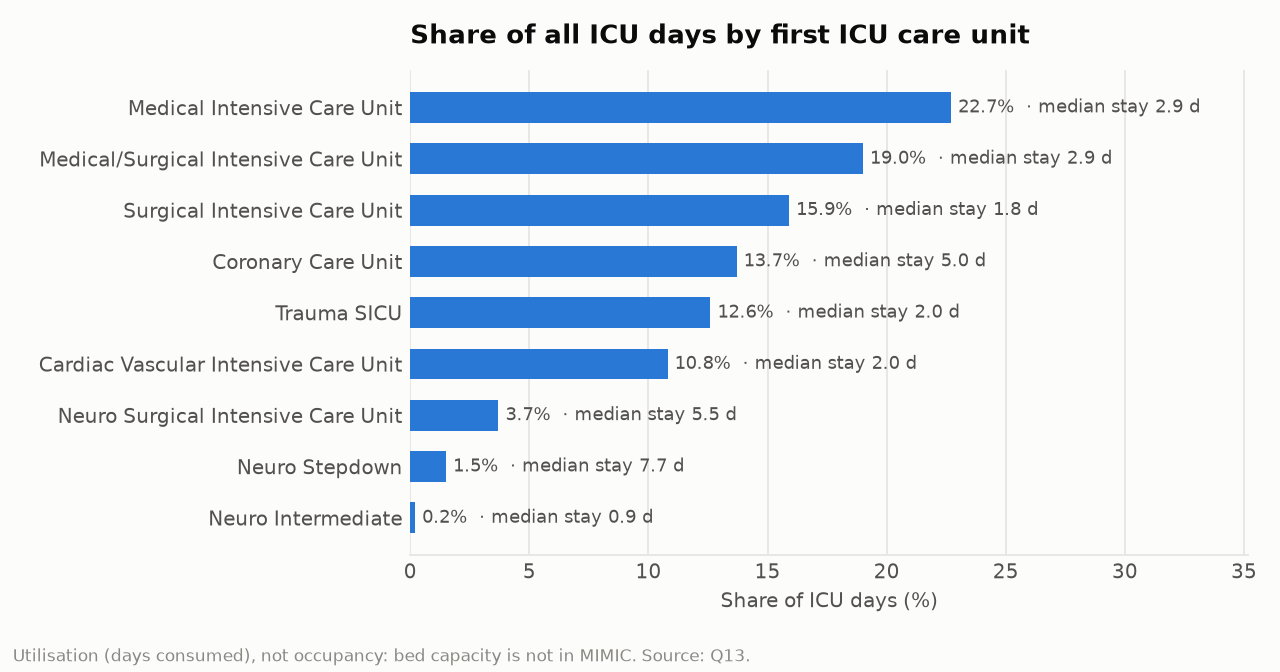 Share of all ICU days by first ICU care unit
Medical Intensive Care Unit 22.7% · median stay 2.9 d
Medical/Surgical Intensive Care Unit 19.0% · median stay 2.9 d
Surgical Intensive Care Unit 15.9% · median stay 1.8 d
Coronary Care Unit 13.7% · median stay 5.0 d
Trauma SICU 12.6% · median stay 2.0 d
Cardiac Vascular Intensive Care Unit 10.8% · median stay 2.0 d
Neuro Surgical Intensive Care Unit 3.7% · median stay 5.5 d
Neuro Stepdown 1.5% · median stay 7.7 d
Neuro Intermediate 0.2% · median stay 0.9 d
0 5 10 15 20 25 30 35
Share of ICU days (%)
Utilisation (days consumed), not occupancy: bed capacity is not in MIMIC. Source: Q13.